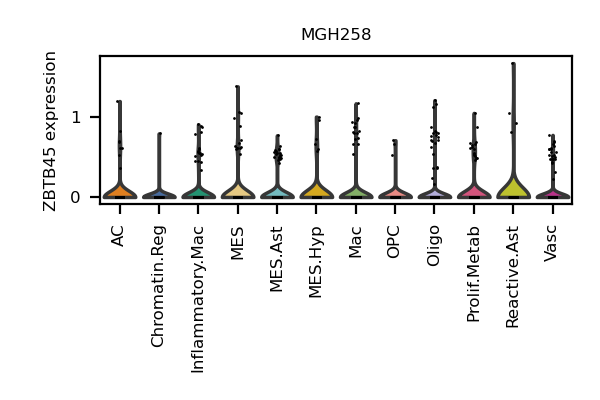 MGH258
ZBTB45 expression
1
0
AC
Chromatin.Reg
Inflammatory.Mac
MES
MES.Ast
MES.Hyp
Mac
OPC
Oligo
Prolif.Metab
Reactive.Ast
Vasc